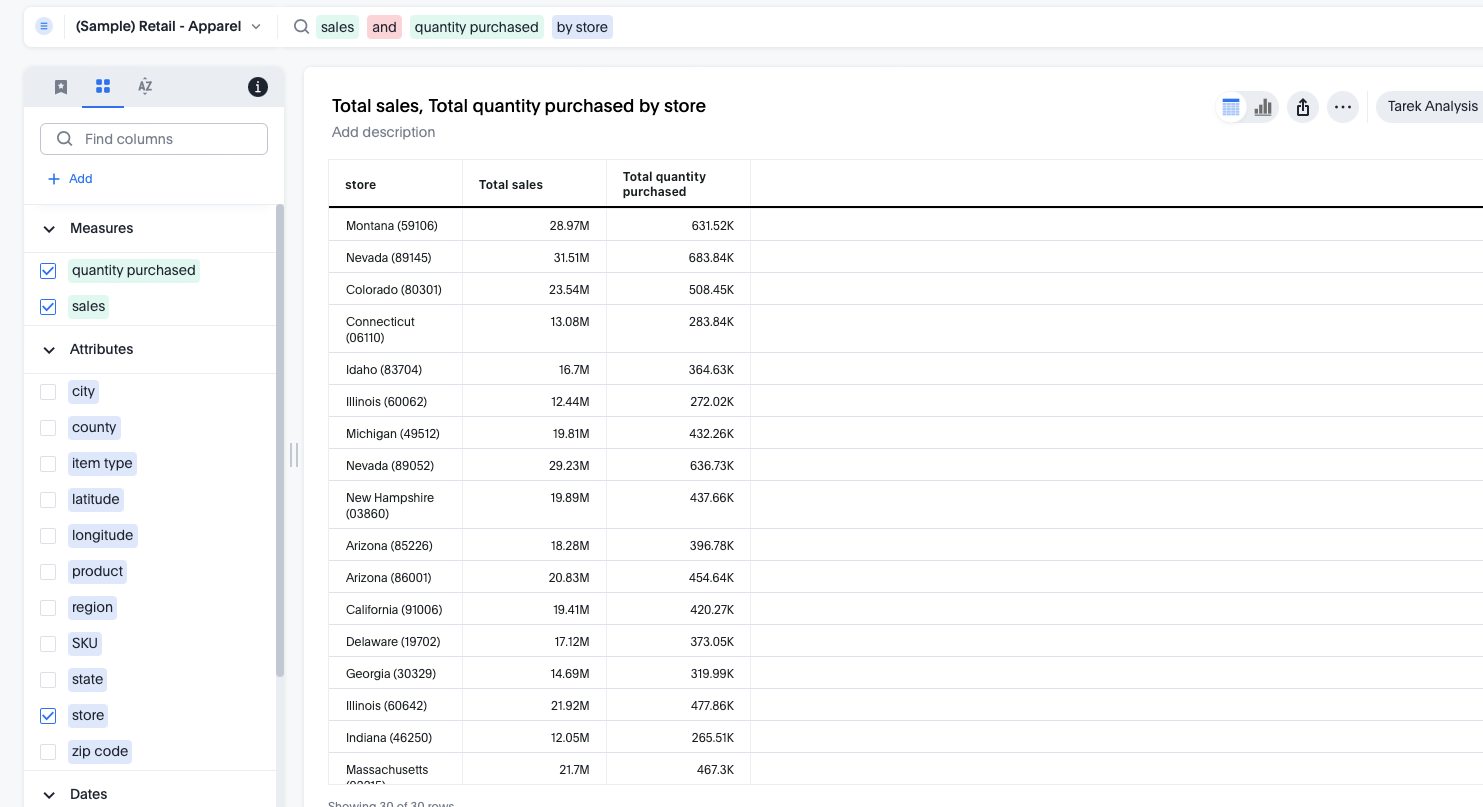 (Sample) Retail - Apparel
sales and quantity purchased by store
AZ
i
Find columns
+ Add
Measures
quantity purchased
sales
Attributes
city
county
item type
latitude
longitude
product
region
SKU
state
store
zip code
Dates
Total sales, Total quantity purchased by store
Add description
Tarek Analysis
store Total sales Total quantity
purchased
Montana (59106) 28.97M 631.52K
Nevada (89145) 31.51M 683.84K
Colorado (80301) 23.54M 508.45K
Connecticut 13.08M 283.84K
(06110)
Idaho (83704) 16.7M 364.63K
Illinois (60062) 12.44M 272.02K
Michigan (49512) 19.81M 432.26K
Nevada (89052) 29.23M 636.73K
New Hampshire 19.89M 437.66K
(03860)
Arizona (85226) 18.28M 396.78K
Arizona (86001) 20.83M 454.64K
California (91006) 19.41M 420.27K
Delaware (19702) 17.12M 373.05K
Georgia (30329) 14.69M 319.99K
Illinois (60642) 21.92M 477.86K
Indiana (46250) 12.05M 265.51K
Massachusetts 21.7M 467.3K
Showing 30 of 30 rows